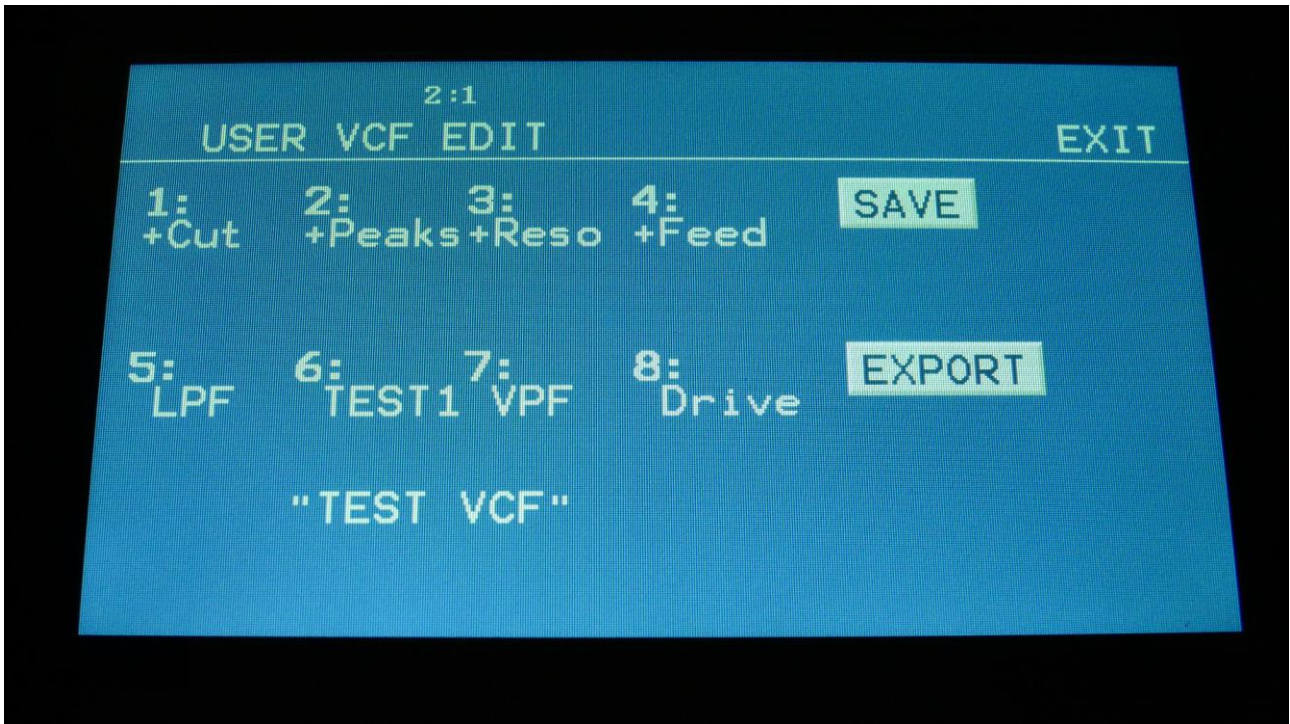 2:1
USER VCF EDIT EXIT
1: 2: 3: 4: SAVE
+Cut +Peaks +Reso +Feed
5: 6: 7: 8: EXPORT
LPF TEST1 VPF Drive
"TEST VCF"